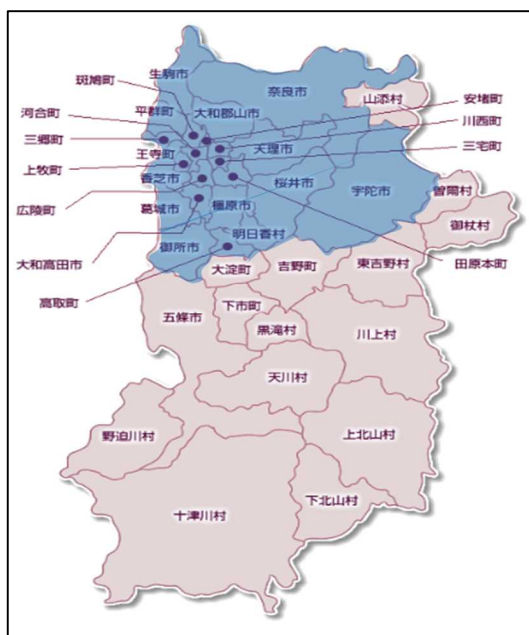 斑鳩町
生駒市
奈良市
山添村
安堵町
河合町
平群町
大和郡山市
川西町
三郷町
王寺町
天理市
三宅町
上牧町
香芝市
桜井市
宇陀市
曽爾村
広陵町
葛城市
橿原市
御杖村
御所市
明日香村
大和高田市
大淀町
吉野町
東吉野村
田原本町
高取町
五條市
下市町
黒滝村
川上村
天川村
野迫川村
上北山村
十津川村
下北山村